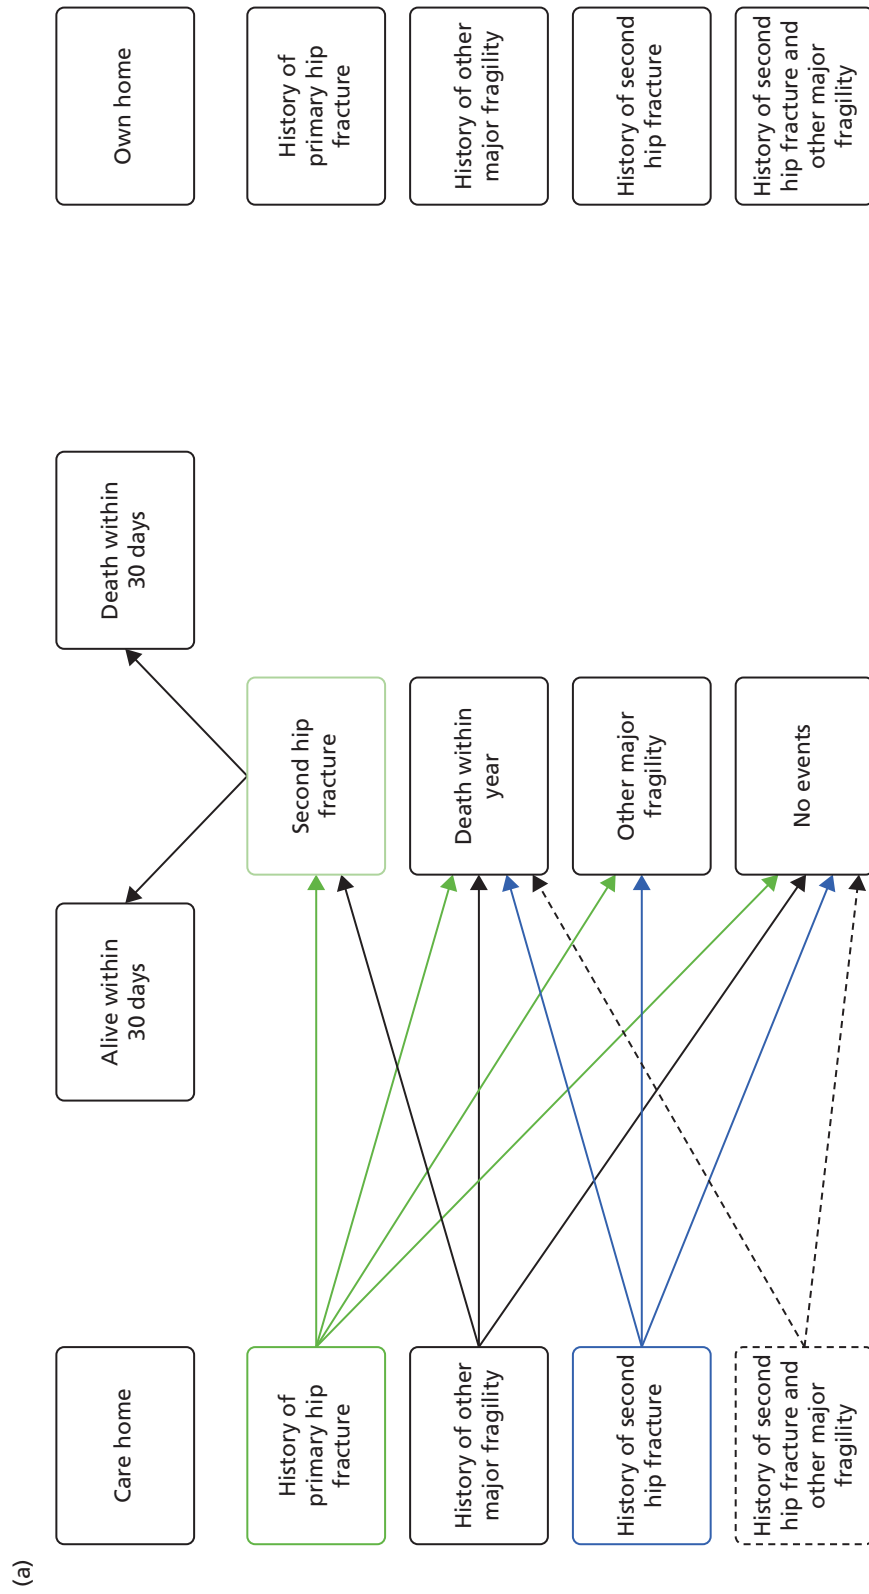 (a)
Care home
Alive within
30 days
Death within
30 days
Own home
History of
primary hip
fracture
Second hip
fracture
History of
primary hip
fracture
History of other
major fragility
Death within
year
History of other
major fragility
History of second
hip fracture
Other major
fragility
History of second
hip fracture
History of second
hip fracture and
other major
fragility
No events
History of second
hip fracture and
other major
fragility